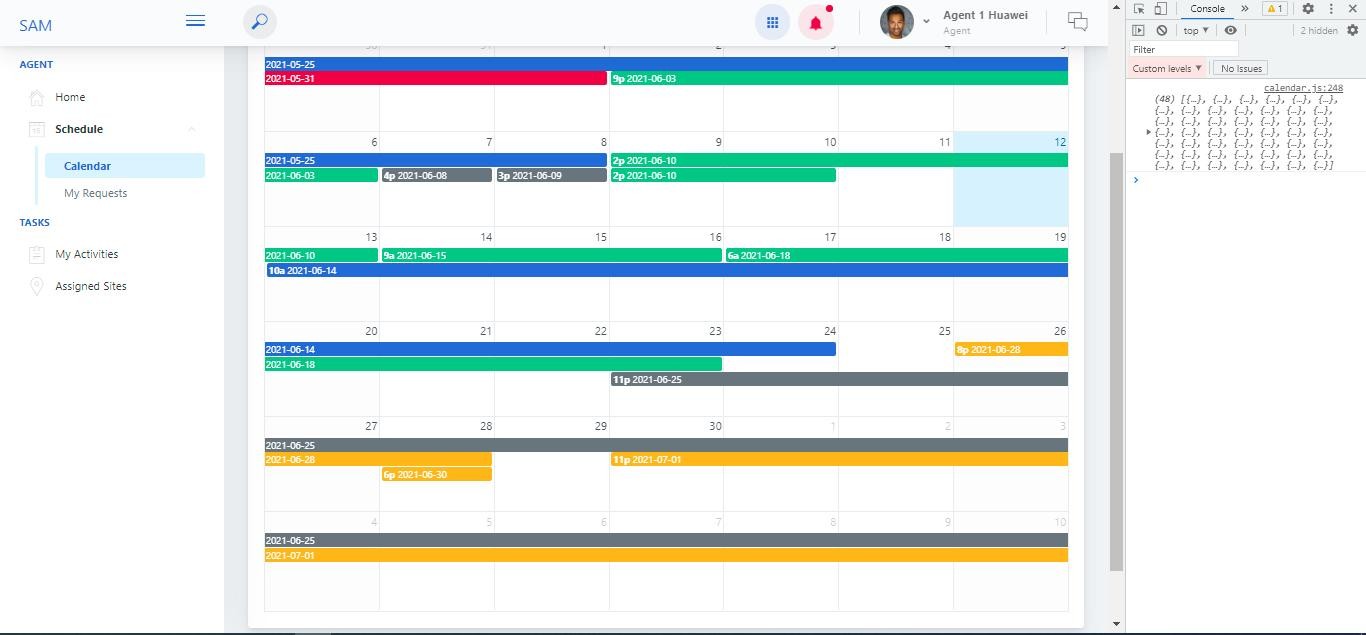 SAM
Agent 1 Huawei
Agent
AGENT
Home
Schedule
Calendar
My Requests
TASKS
My Activities
Assigned Sites
30 1 2 3 4 5
2021-05-25
2021-05-31 9p 2021-06-03
6 7 8 9 10 11 12
2021-05-25 2p 2021-06-10
2021-06-03 4p 2021-06-08 3p 2021-06-09 2p 2021-06-10
13 14 15 16 17 18 19
2021-06-10 9a 2021-06-15 6a 2021-06-18
10a 2021-06-14
20 21 22 23 24 25 26
2021-06-14 8p 2021-06-28
2021-06-18
11p 2021-06-25
27 28 29 30 1 2 3
2021-06-25
2021-06-28 11p 2021-07-01
6p 2021-06-30
4 5 6 7 8 9 10
2021-06-25
2021-07-01
Console » 1
top ▼ 2 hidden
Filter
Custom levels ▼ No Issues
calendar.js:248
(48) [{…}, {…}, {…}, {…}, {…}, {…},
{…}, {…}, {…}, {…}, {…}, {…}, {…},
{…}, {…}, {…}, {…}, {…}, {…}, {…},
{…}, {…}, {…}, {…}, {…}, {…}, {…},
{…}, {…}, {…}, {…}, {…}, {…}, {…},
{…}, {…}, {…}, {…}, {…}, {…}, {…},
{…}, {…}, {…}, {…}, {…}, {…}, {…}]